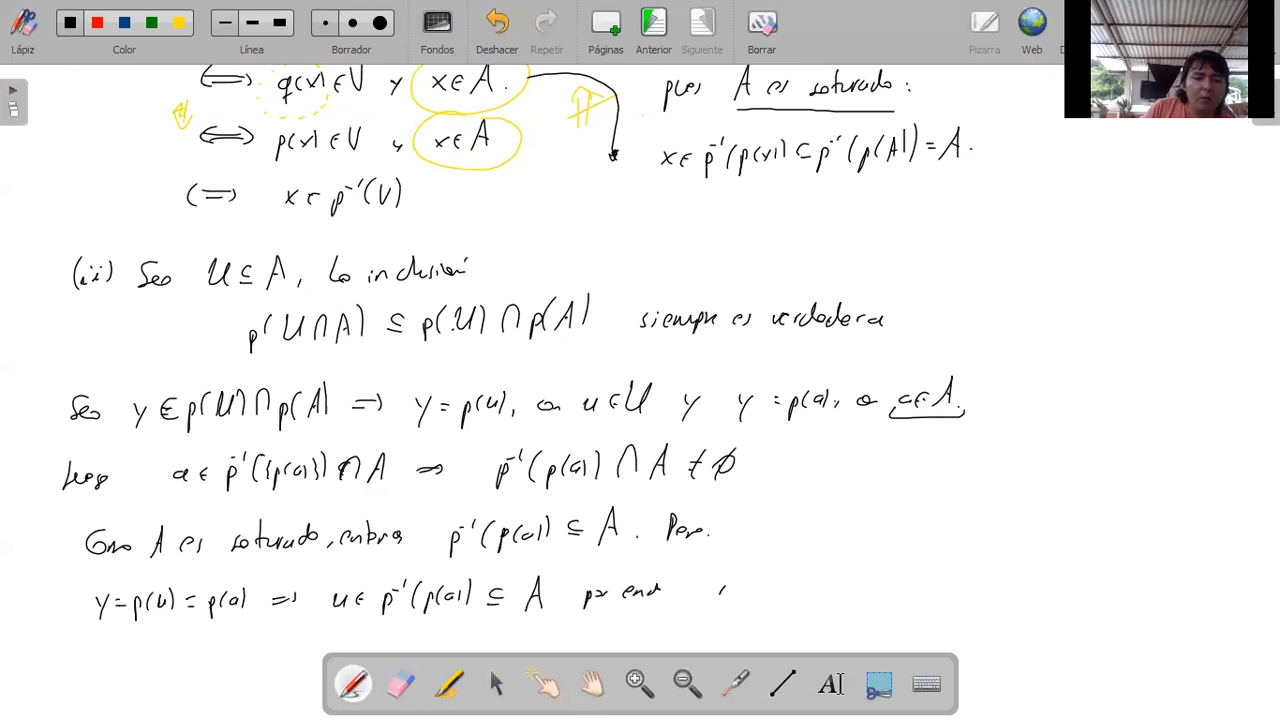 Lápiz Color Línea Borrador Fondos Deshacer Repetir Páginas Anterior Siguiente Borrar Pizarra Web
⟺ q(x) ∈ V y x ∈ A.
pues A es saturado:
⟺ p(x) ∈ V y x ∈ A
x ∈ p⁻¹(p(x)) ⊆ p⁻¹(p(A)) = A.
⟺ x ∈ p⁻¹(V)
(ii) Sea U ⊆ A, La inclusión
p(U ∩ A) ⊆ p(U) ∩ p(A) siempre es verdadera
Sea y ∈ p(U) ∩ p(A) ⟹ y = p(u), con u ∈ U y y = p(a), a ∈ A.
luego a ∈ p⁻¹({p(a)}) ∩ A ⟹ p⁻¹(p(a)) ∩ A ≠ ∅
Como A es saturado, entonces p⁻¹(p(a)) ⊆ A. Pero.
y = p(u) = p(a) ⟹ u ∈ p⁻¹(p(a)) ⊆ A por ende